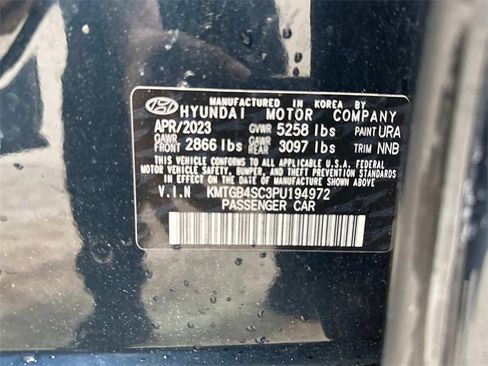 MANUFACTURED IN KOREA BY
HYUNDAI MOTOR COMPANY
APR/2023 GVWR 5258 lbs PAINT URA
GAWR FRONT 2866 lbs GAWR REAR 3097 lbs TRIM NNB
THIS VEHICLE CONFORMS TO ALL APPLICABLE U.S.A. FEDERAL
MOTOR VEHICLE SAFETY, BUMPER, AND THEFT PREVENTION
STANDARDS IN EFFECT ON THE DATE OF MANUFACTURE SHOWN ABOVE.
V.I.N KMTGB4SC3PU194972
PASSENGER CAR